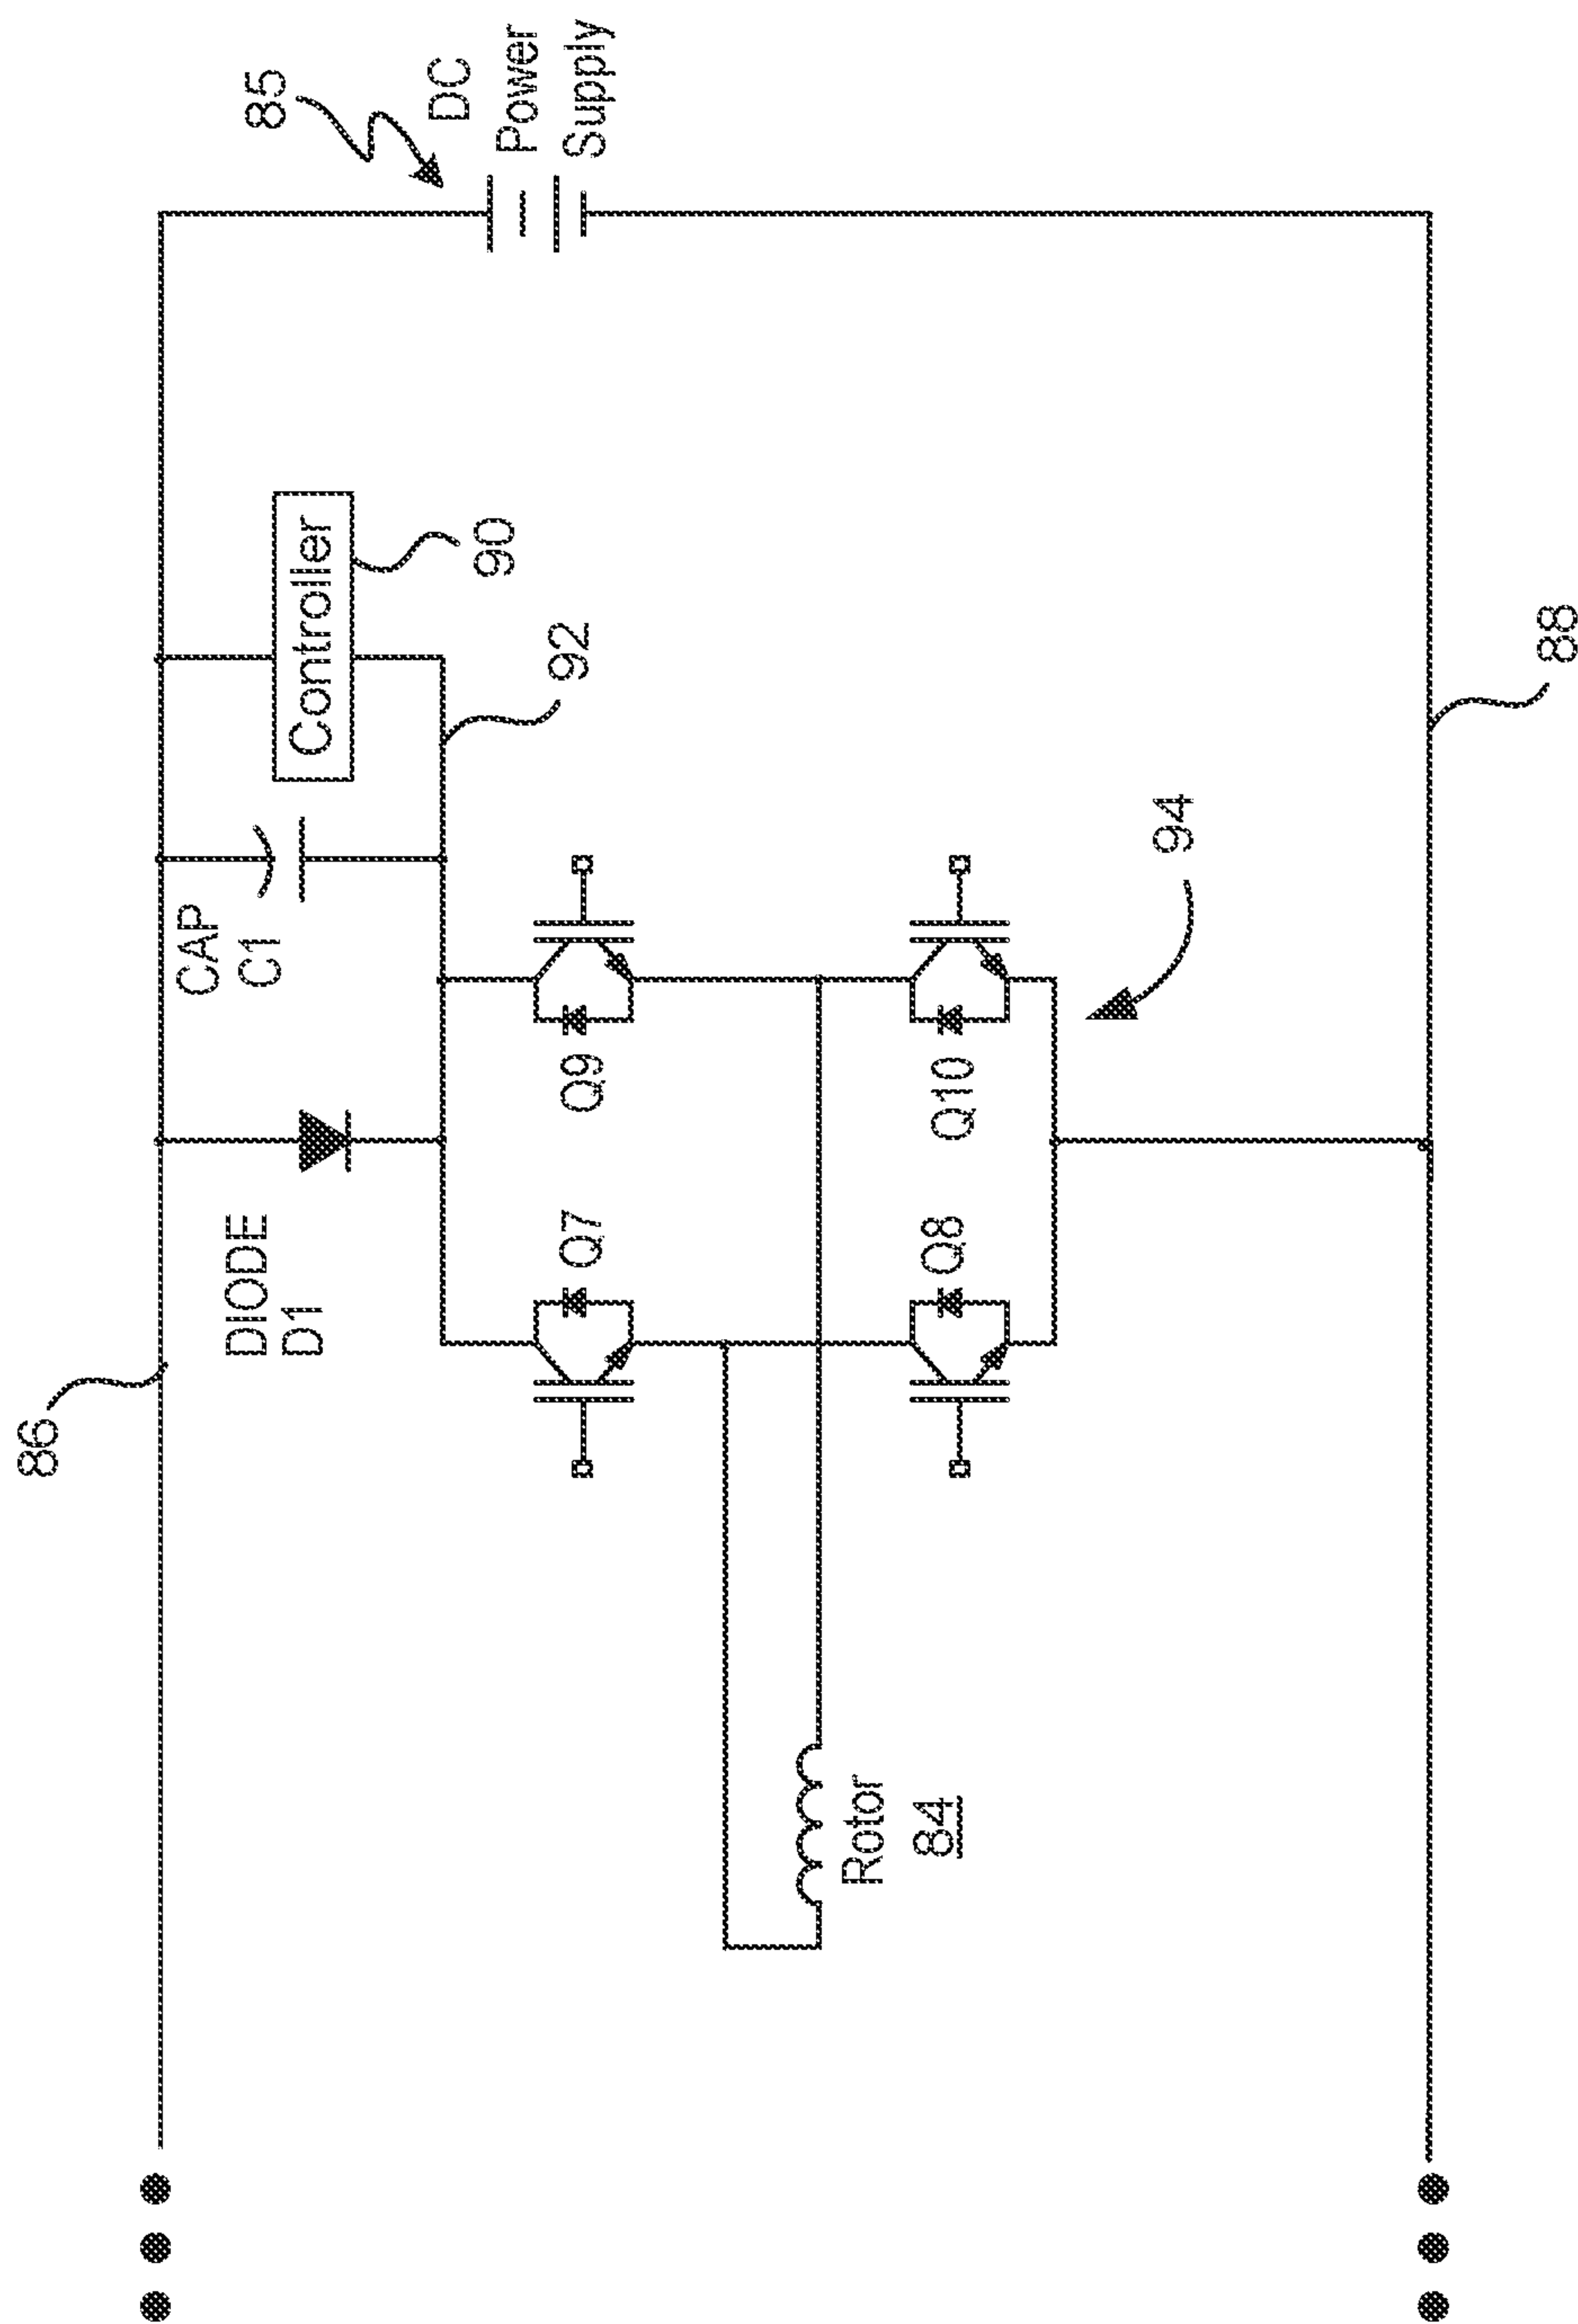 85
DC
Power
Supply
Controller
90
92
88
CAP
C1
94
DIODE
D1
Q9
Q10
Q7
Q8
86
Rotor
84